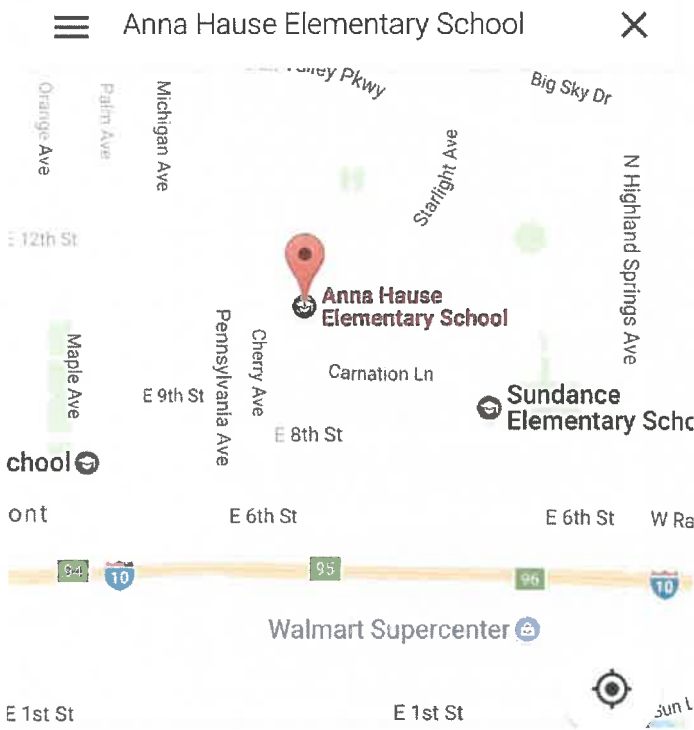 Anna Hause Elementary School
Valley Pkwy
Big Sky Dr
Orange Ave
Palm Ave
Michigan Ave
Starlight Ave
N Highland Springs Ave
E 12th St
Anna Hause
Elementary School
Maple Ave
Pennsylvania Ave
Cherry Ave
Carnation Ln
E 9th St
Sundance
Elementary Scho
E 8th St
chool
ont
E 6th St
E 6th St
W Ra
94
10
95
96
10
Walmart Supercenter
E 1st St
E 1st St
Sun L